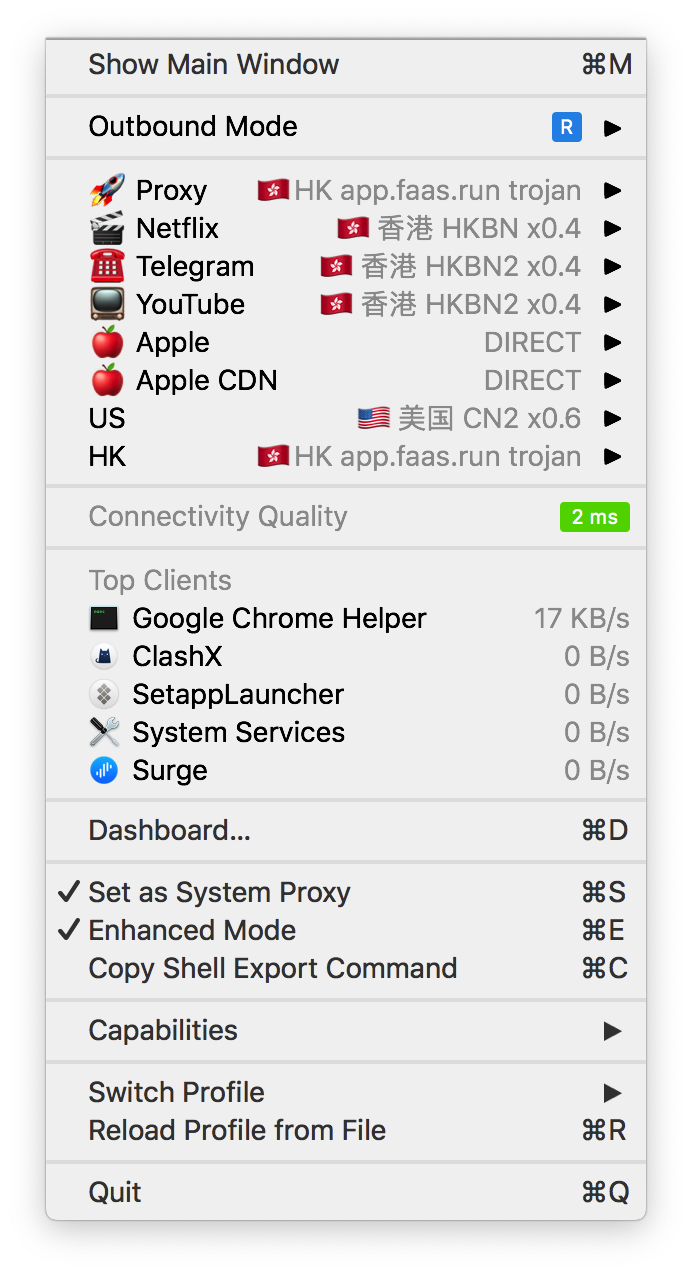 Show Main Window ⌘M
Outbound Mode R ▶
🚀 Proxy 🇭🇰HK app.faas.run trojan ▶
🎬 Netflix 🇭🇰 香港 HKBN x0.4 ▶
☎️ Telegram 🇭🇰 香港 HKBN2 x0.4 ▶
📺 YouTube 🇭🇰 香港 HKBN2 x0.4 ▶
🍎 Apple DIRECT ▶
🍎 Apple CDN DIRECT ▶
US 🇺🇸 美国 CN2 x0.6 ▶
HK 🇭🇰HK app.faas.run trojan ▶
Connectivity Quality 2 ms
Top Clients
Google Chrome Helper 17 KB/s
ClashX 0 B/s
SetappLauncher 0 B/s
System Services 0 B/s
Surge 0 B/s
Dashboard... ⌘D
✓ Set as System Proxy ⌘S
✓ Enhanced Mode ⌘E
Copy Shell Export Command ⌘C
Capabilities ▶
Switch Profile ▶
Reload Profile from File ⌘R
Quit ⌘Q